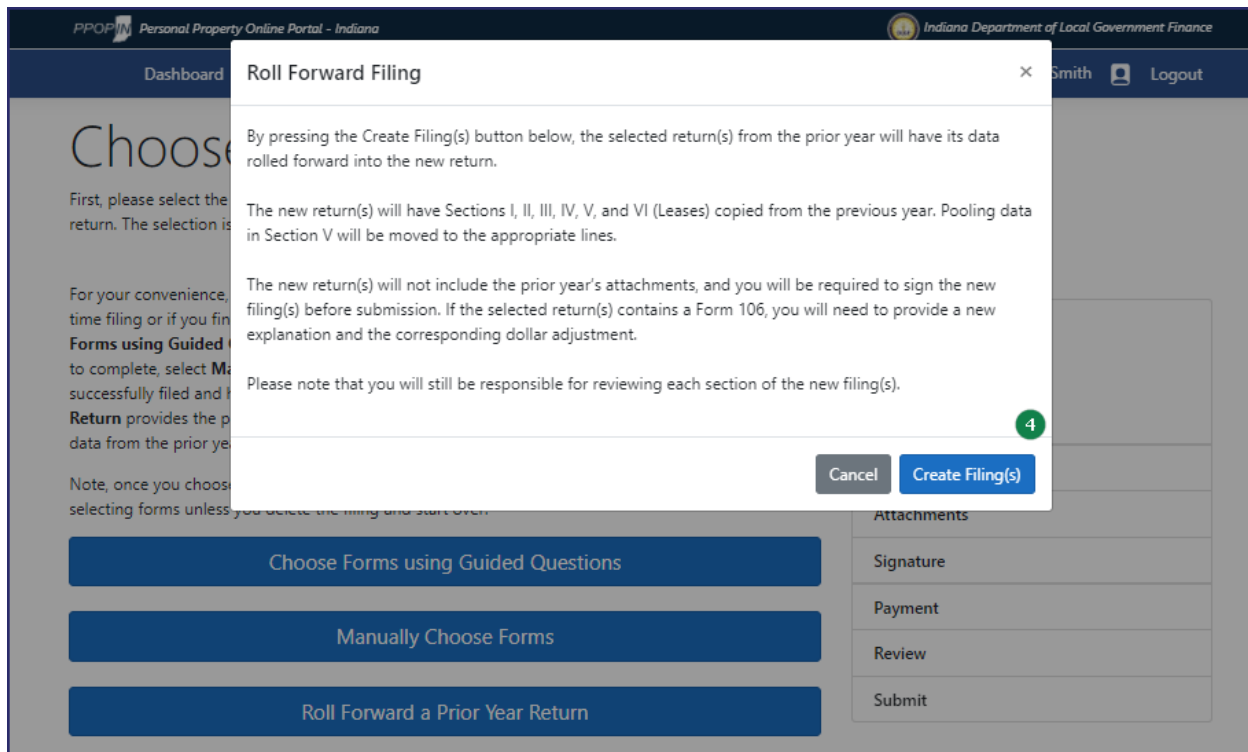 PPOPIN Personal Property Online Portal - Indiana
Indiana Department of Local Government Finance
Dashboard
Smith
Logout
Roll Forward Filing
×
By pressing the Create Filing(s) button below, the selected return(s) from the prior year will have its data
rolled forward into the new return.
The new return(s) will have Sections I, II, III, IV, V, and VI (Leases) copied from the previous year. Pooling data
in Section V will be moved to the appropriate lines.
The new return(s) will not include the prior year's attachments, and you will be required to sign the new
filing(s) before submission. If the selected return(s) contains a Form 106, you will need to provide a new
explanation and the corresponding dollar adjustment.
Please note that you will still be responsible for reviewing each section of the new filing(s).
4
Cancel
Create Filing(s)
Choose
First, please select the
return. The selection is
For your convenience,
time filing or if you fin
Forms using Guided
to complete, select
successfully filed and
Return provides the p
data from the prior
Note, once you choos
selecting forms unless you delete the filing and start over.
Choose Forms using Guided Questions
Manually Choose Forms
Roll Forward a Prior Year Return
Attachments
Signature
Payment
Review
Submit